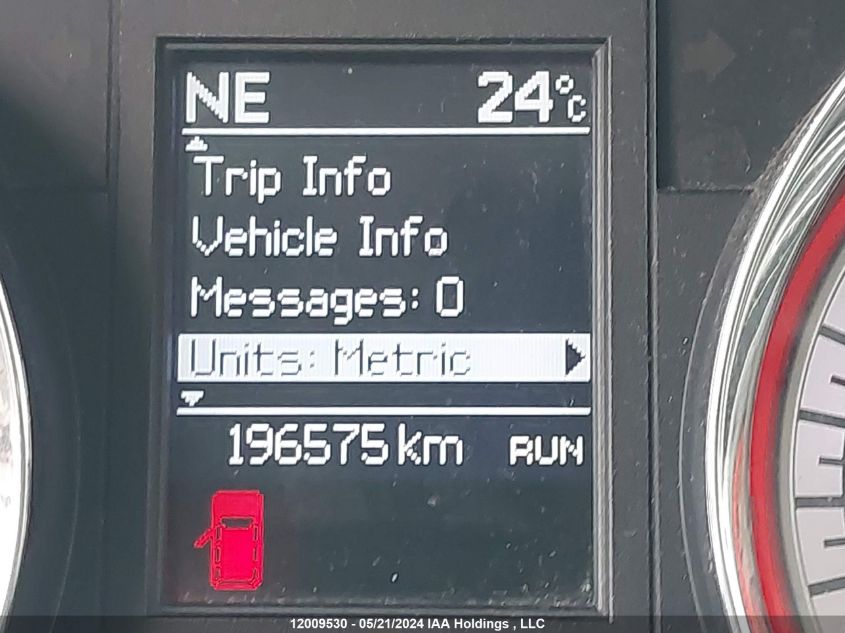 NE 24°C
Trip Info
Vehicle Info
Messages: 0
Units: Metric
196575 km RUN
12009530 - 05/21/2024 IAA Holdings , LLC